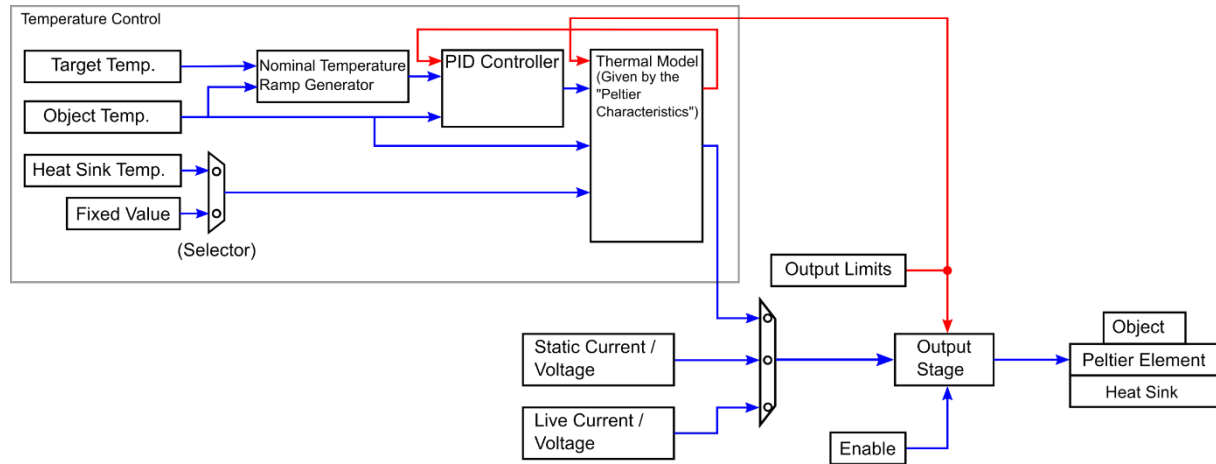 Temperature Control
Target Temp.
Nominal Temperature
Ramp Generator
PID Controller
Thermal Model
(Given by the
"Peltier
Characteristics")
Object Temp.
Heat Sink Temp.
Fixed Value
(Selector)
Output Limits
Static Current /
Voltage
Output
Stage
Object
Peltier Element
Heat Sink
Live Current /
Voltage
Enable